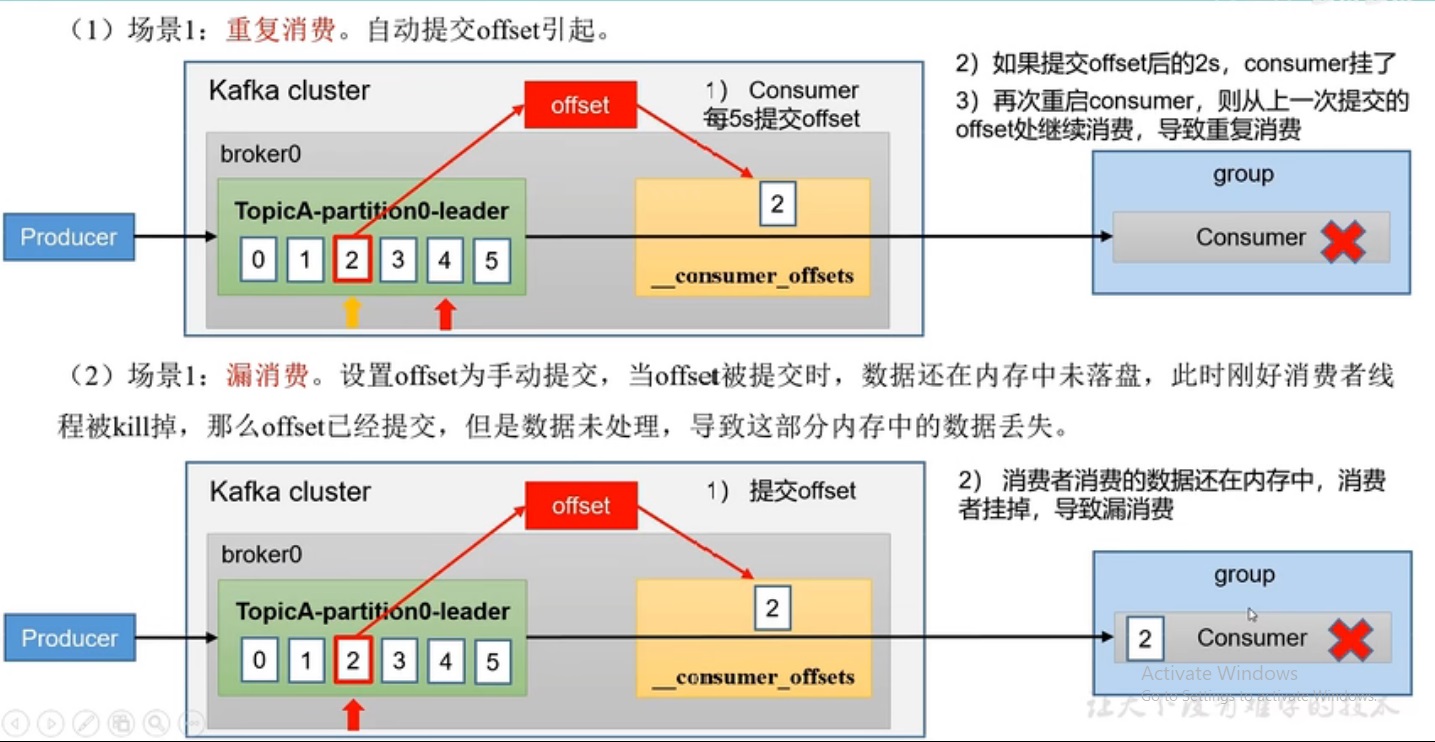 （1）场景1：重复消费。自动提交offset引起。
Kafka cluster
offset
1） Consumer
每5s提交offset
2）如果提交offset后的2s，consumer挂了
3）再次重启consumer，则从上一次提交的
offset处继续消费，导致重复消费
broker0
TopicA-partition0-leader
0 1 2 3 4 5
2
__consumer_offsets
Producer
group
Consumer
（2）场景1：漏消费。设置offset为手动提交，当offset被提交时，数据还在内存中未落盘，此时刚好消费者线
程被kill掉，那么offset已经提交，但是数据未处理，导致这部分内存中的数据丢失。
Kafka cluster
offset
1） 提交offset
2） 消费者消费的数据还在内存中，消费
者挂掉，导致漏消费
broker0
TopicA-partition0-leader
0 1 2 3 4 5
2
__consumer_offsets
Producer
group
2 Consumer
Activate Windows
Go to Settings to activate Windows.
让天下没有难学的技术